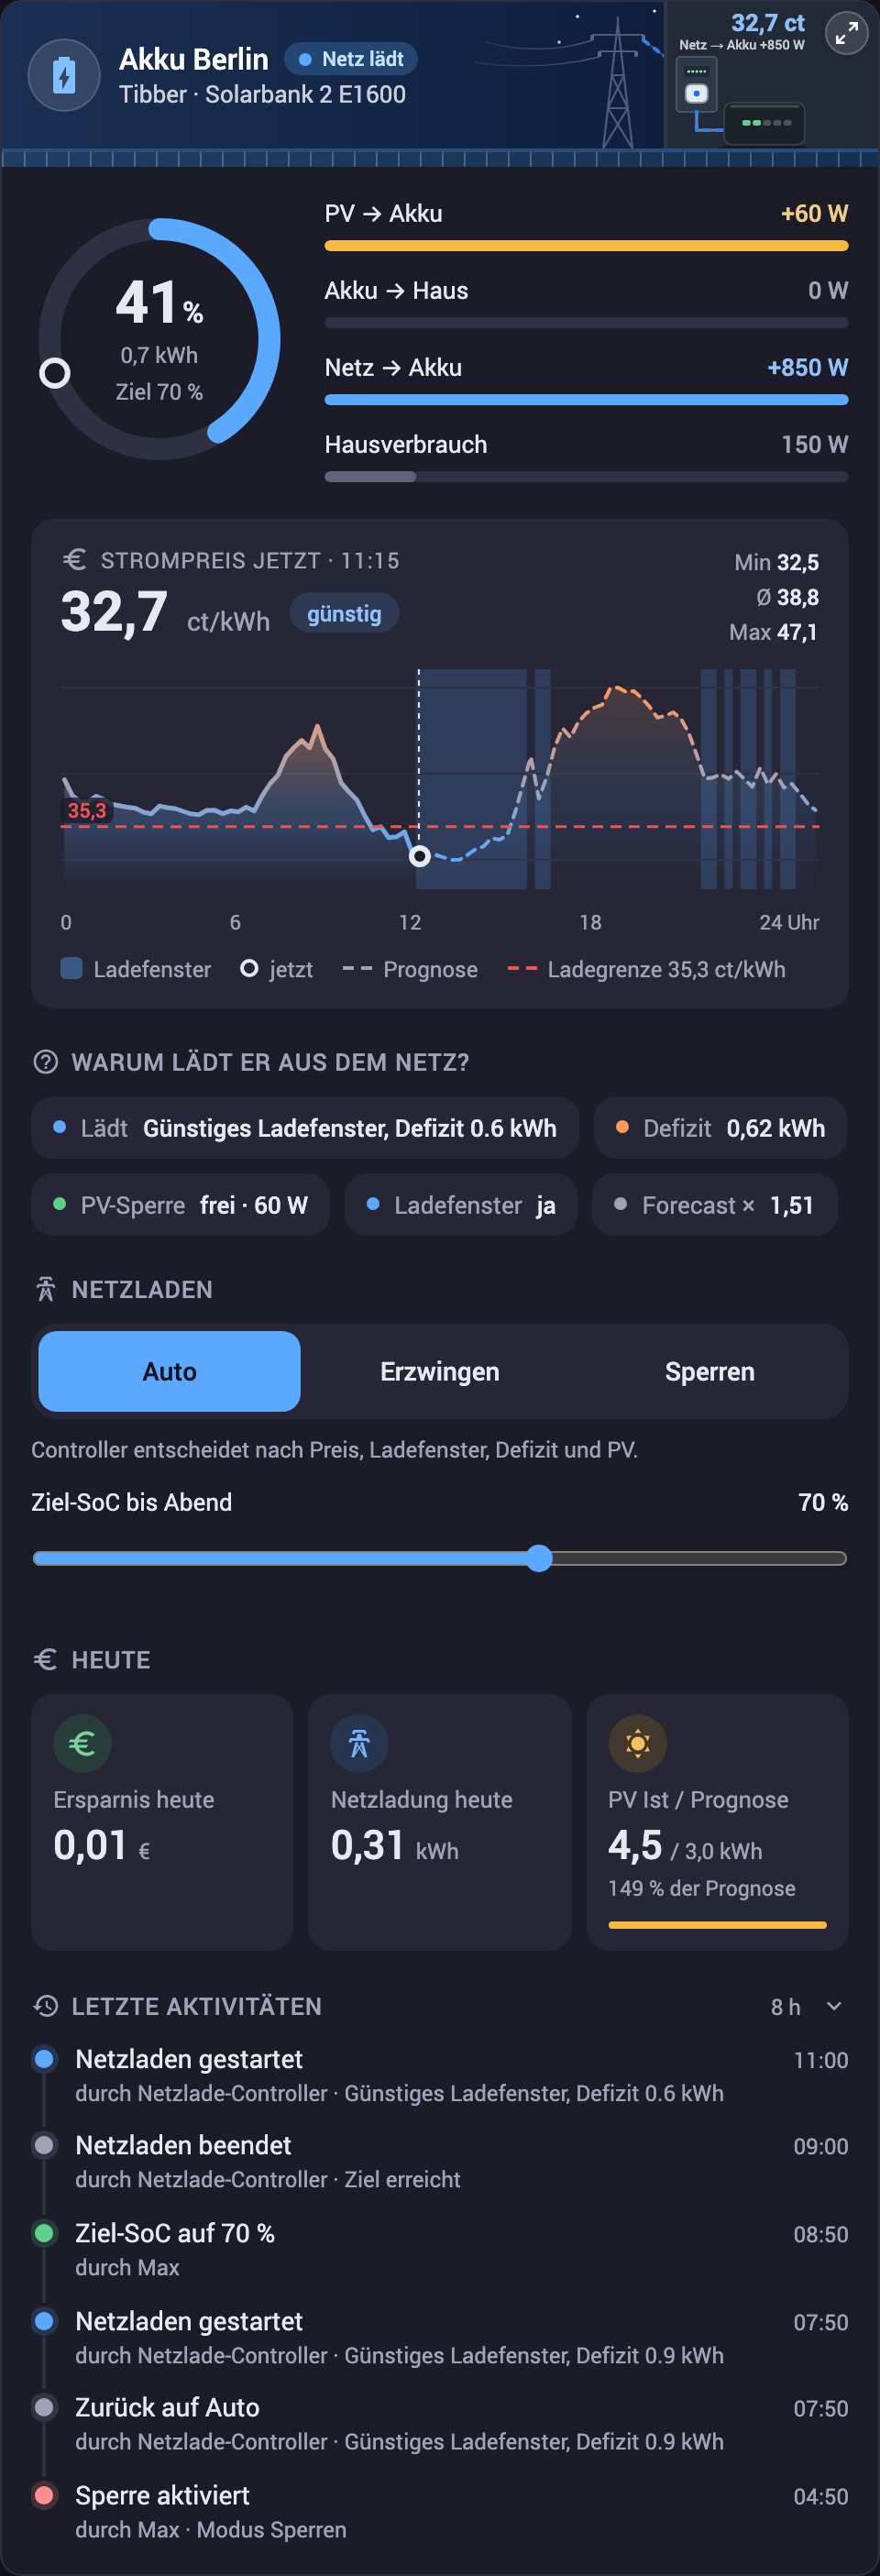 Akku Berlin
Netz lädt
Tibber · Solarbank 2 E1600
32,7 ct
Netz → Akku +850 W
41%
0,7 kWh
Ziel 70 %
PV → Akku +60 W
Akku → Haus 0 W
Netz → Akku +850 W
Hausverbrauch 150 W
STROMPREIS JETZT · 11:15
32,7 ct/kWh günstig
Min 32,5
Ø 38,8
Max 47,1
35,3
0 6 12 18 24 Uhr
Ladefenster jetzt Prognose Ladegrenze 35,3 ct/kWh
WARUM LÄDT ER AUS DEM NETZ?
Lädt Günstiges Ladefenster, Defizit 0.6 kWh
Defizit 0,62 kWh
PV-Sperre frei · 60 W
Ladefenster ja
Forecast × 1,51
NETZLADEN
Auto Erzwingen Sperren
Controller entscheidet nach Preis, Ladefenster, Defizit und PV.
Ziel-SoC bis Abend 70 %
€ HEUTE
Ersparnis heute
0,01 €
Netzladung heute
0,31 kWh
PV Ist / Prognose
4,5 / 3,0 kWh
149 % der Prognose
LETZTE AKTIVITÄTEN 8 h
Netzladen gestartet 11:00
durch Netzlade-Controller · Günstiges Ladefenster, Defizit 0.6 kWh
Netzladen beendet 09:00
durch Netzlade-Controller · Ziel erreicht
Ziel-SoC auf 70 % 08:50
durch Max
Netzladen gestartet 07:50
durch Netzlade-Controller · Günstiges Ladefenster, Defizit 0.9 kWh
Zurück auf Auto 07:50
durch Netzlade-Controller · Günstiges Ladefenster, Defizit 0.9 kWh
Sperre aktiviert 04:50
durch Max · Modus Sperren